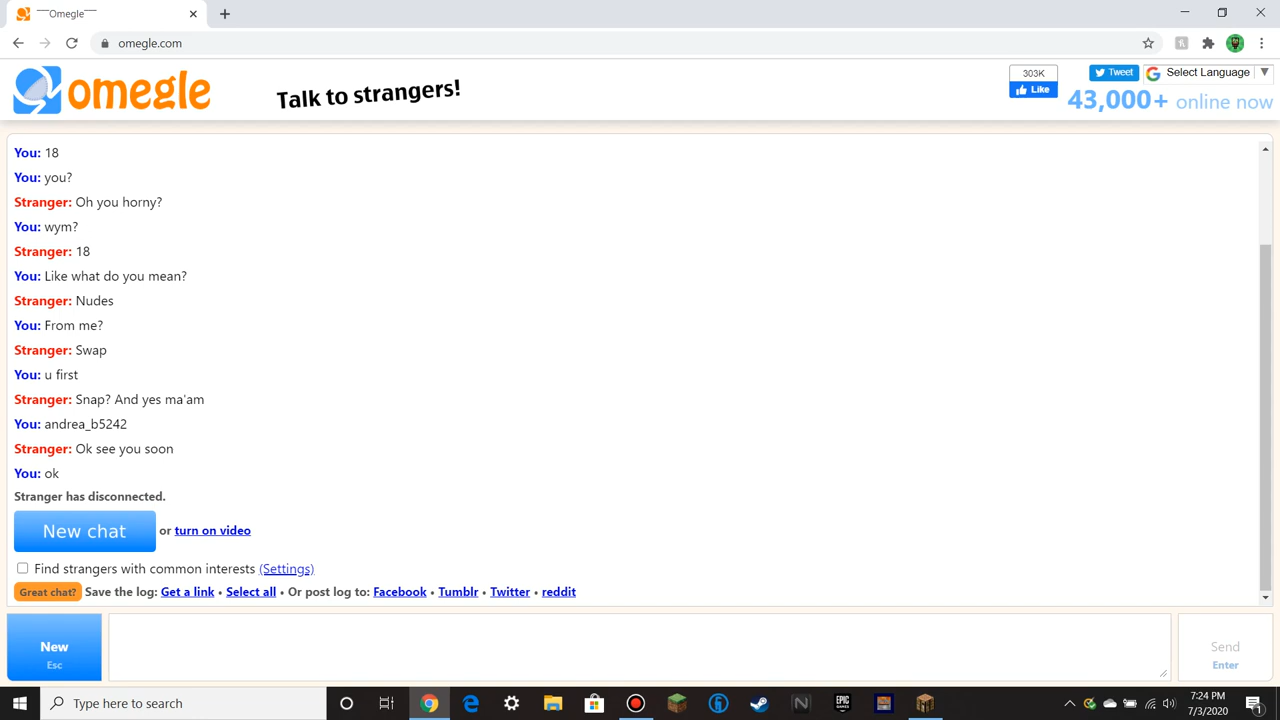 Omegle
omegle.com
omegle
Talk to strangers!
303K
Like
Tweet
Select Language
43,000+ online now
You: 18
You: you?
Stranger: Oh you horny?
You: wym?
Stranger: 18
You: Like what do you mean?
Stranger: Nudes
You: From me?
Stranger: Swap
You: u first
Stranger: Snap? And yes ma'am
You: andrea_b5242
Stranger: Ok see you soon
You: ok
Stranger has disconnected.
New chat or turn on video
Find strangers with common interests (Settings)
Great chat? Save the log: Get a link • Select all • Or post log to: Facebook • Tumblr • Twitter • reddit
New
Esc
Send
Enter
Type here to search
EPIC GAMES
7:24 PM
7/3/2020